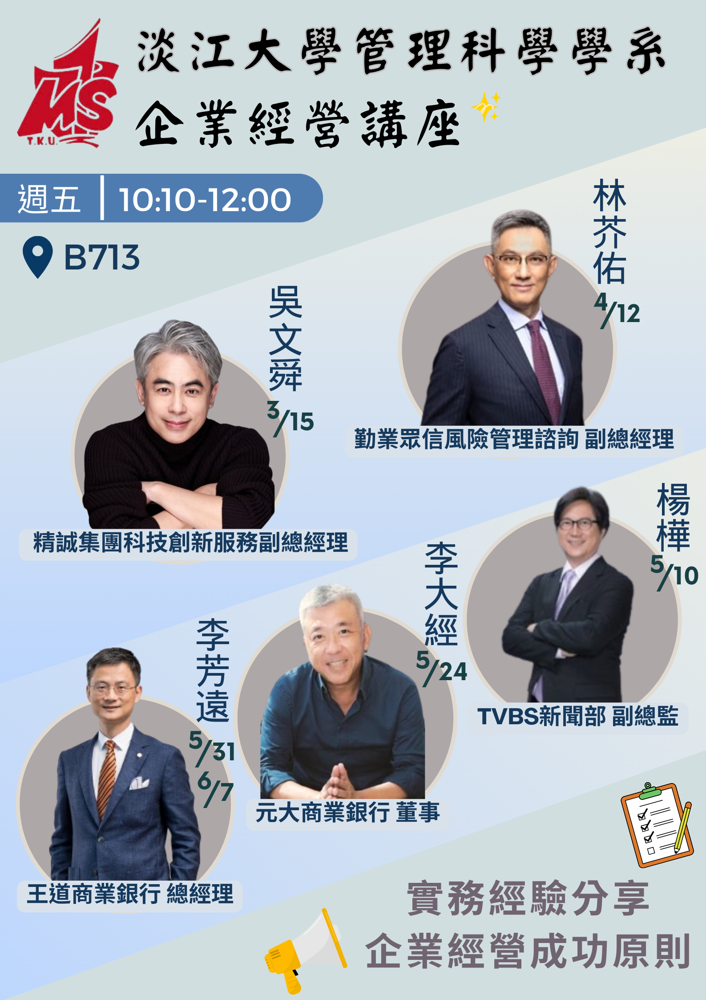 淡江大學管理科學學系
企業經營講座
MS
T.K.U.
週五 | 10:10-12:00
B713
林芥佑
4/12
勤業眾信風險管理諮詢 副總經理
吳文舜
3/15
精誠集團科技創新服務副總經理
楊樺
5/10
TVBS新聞部 副總監
李大經
5/24
元大商業銀行 董事
李芳遠
5/31
6/7
王道商業銀行 總經理
實務經驗分享
企業經營成功原則